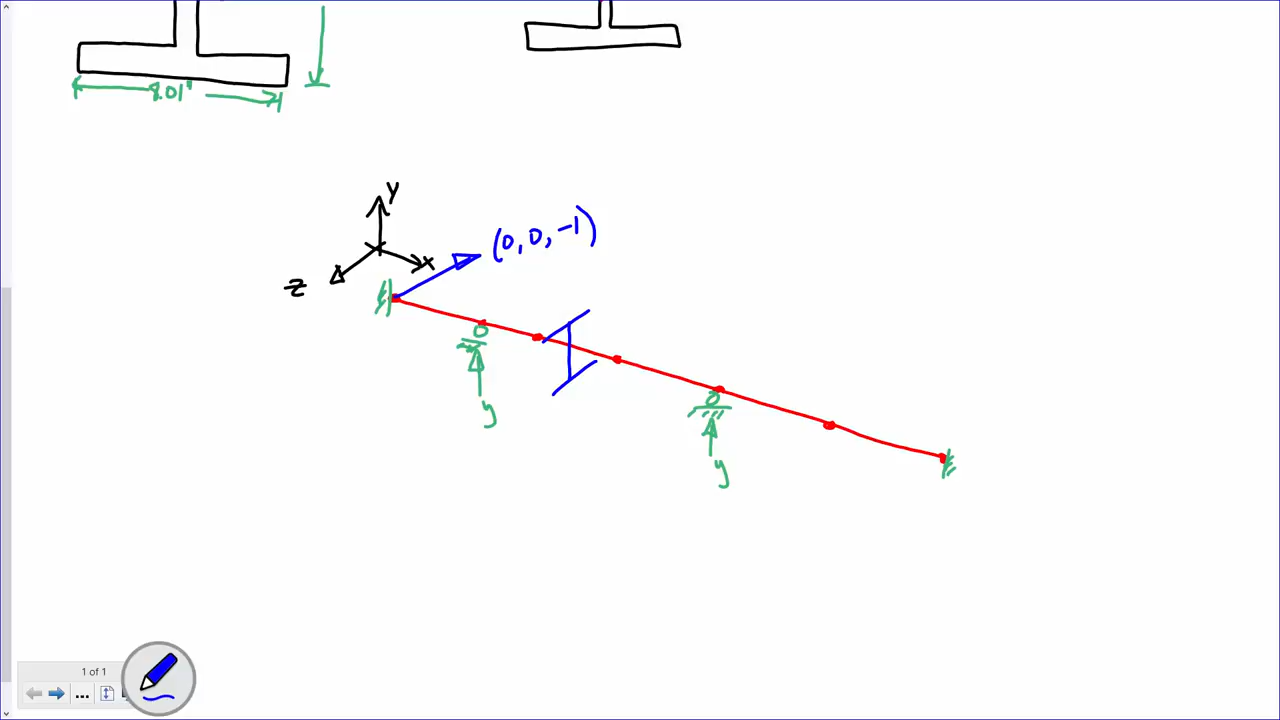 8.01"
Y
(0, 0, -1)
x
z
y
y
1 of 1
...